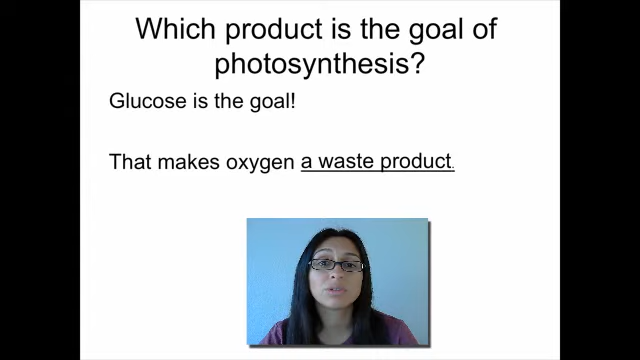 Which product is the goal of
photosynthesis?
Glucose is the goal!
That makes oxygen a waste product.